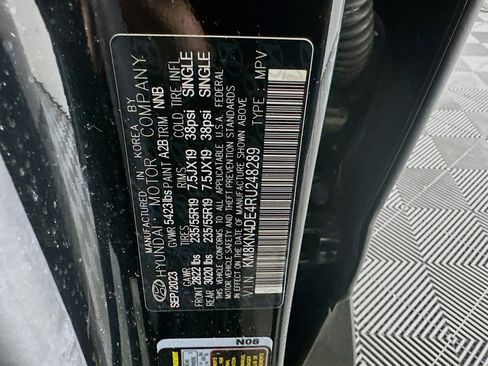 MANUFACTURED IN KOREA BY
HYUNDAI MOTOR COMPANY
SEP/2023 GVWR 5423lbs PAINT A2B TRIM NNB
GAWR TIRES RIMS COLD TIRE INFL
FRONT 2822 lbs 235/55R19 7.5JX19 38psi SINGLE
REAR 3020 lbs 235/55R19 7.5JX19 38psi SINGLE
THIS VEHICLE CONFORMS TO ALL APPLICABLE U.S.A. FEDERAL
MOTOR VEHICLE SAFETY AND THEFT PREVENTION STANDARDS
IN EFFECT ON THE DATE OF MANUFACTURE SHOWN ABOVE
VIN: KM8KN4DE4RU248289 TYPE: MPV
N08